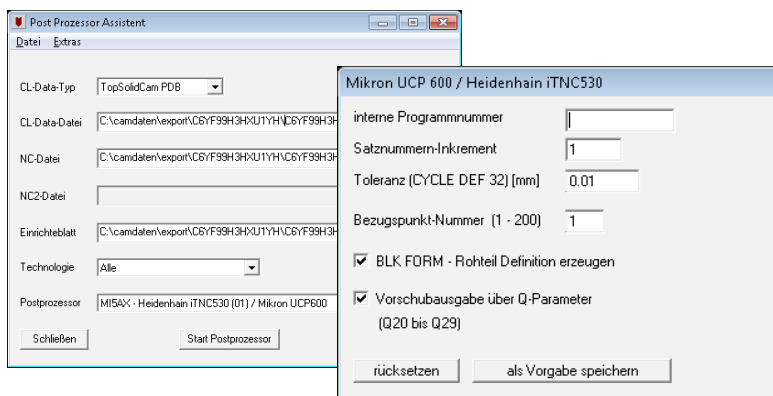 Post Prozessor Assistent
Datei Extras
CL-Data-Typ TopSolidCam PDB
CL-Data-Datei C:\camdaten\export\C6YF99H3HXU1YH\C6YF99H3H
NC-Datei C:\camdaten\export\C6YF99H3HXU1YH\C6YF99H3H
NC2-Datei
Einrichteblatt C:\camdaten\export\C6YF99H3HXU1YH\C6YF99H3H
Technologie Alle
Postprozessor MI5AX - Heidenhain iTNC530 (01) / Mikron UCP600
Schließen Start Postprozessor
Mikron UCP 600 / Heidenhain iTNC530
interne Programmnummer
Satznummern-Inkrement 1
Toleranz (CYCLE DEF 32) [mm] 0.01
Bezugspunkt-Nummer (1 - 200) 1
BLK FORM - Rohteil Definition erzeugen
Vorschubausgabe über Q-Parameter
(Q20 bis Q29)
rücksetzen als Vorgabe speichern